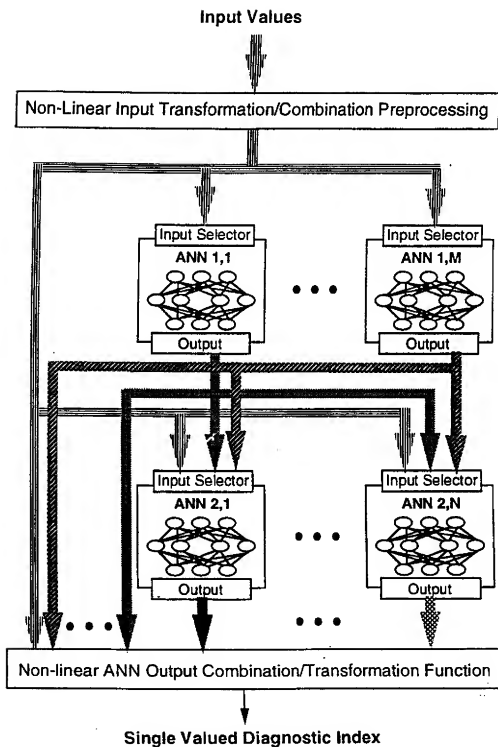 Input Values
Non-Linear Input Transformation/Combination Preprocessing
Input Selector
ANN 1,1
Output
Input Selector
ANN 1,M
Output
Input Selector
ANN 2,1
Output
Input Selector
ANN 2,N
Output
Non-linear ANN Output Combination/Transformation Function
Single Valued Diagnostic Index